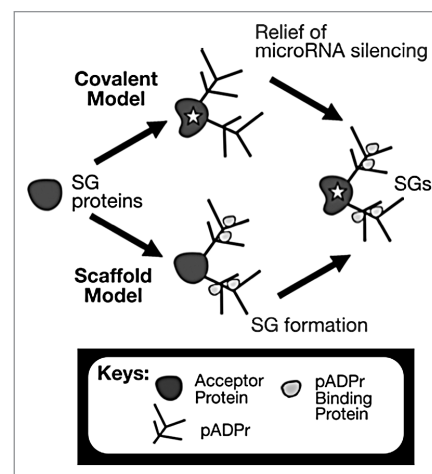 Relief of
microRNA silencing
Covalent
Model
SG
proteins
SGs
Scaffold
Model
SG formation
Keys:
Acceptor
Protein
pADPr
Binding
Protein
pADPr